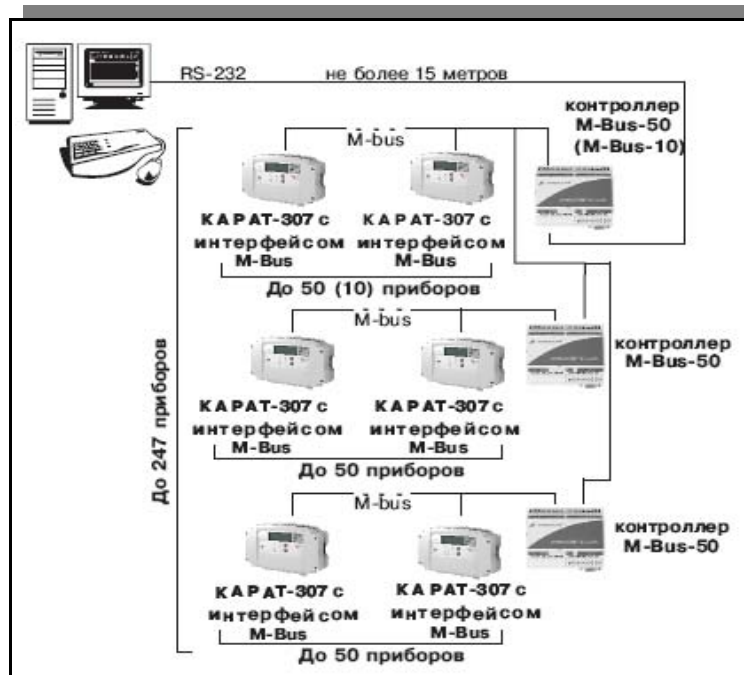 RS-232 не более 15 метров
контроллер
M-Bus-50
(M-Bus-10)
M-bus
КАРАТ-307 с
интерфейсом
M-Bus
КАРАТ-307 с
интерфейсом
M-Bus
До 50 (10) приборов
M-bus
контроллер
M-Bus-50
КАРАТ-307 с
интерфейсом
M-Bus
КАРАТ-307 с
интерфейсом
M-Bus
До 50 приборов
До 247 приборов
M-bus
контроллер
M-Bus-50
КАРАТ-307 с
интерфейсом
M-Bus
КАРАТ-307 с
интерфейсом
M-Bus
До 50 приборов